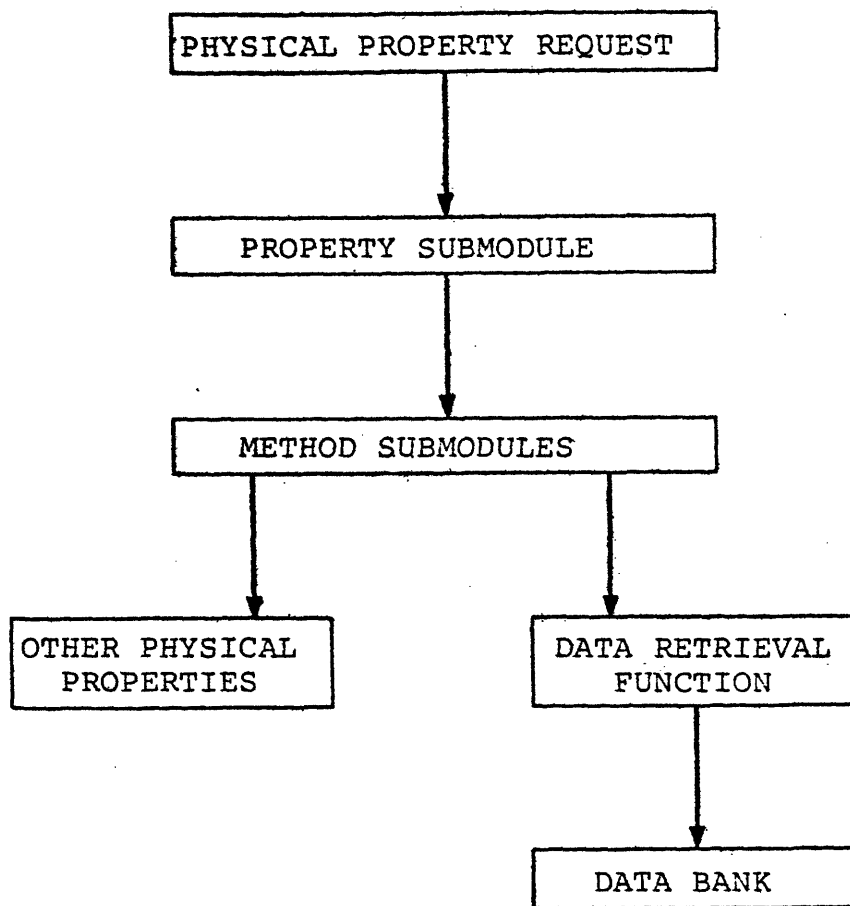 PHYSICAL PROPERTY REQUEST
PROPERTY SUBMODULE
METHOD SUBMODULES
OTHER PHYSICAL
PROPERTIES
DATA RETRIEVAL
FUNCTION
DATA BANK